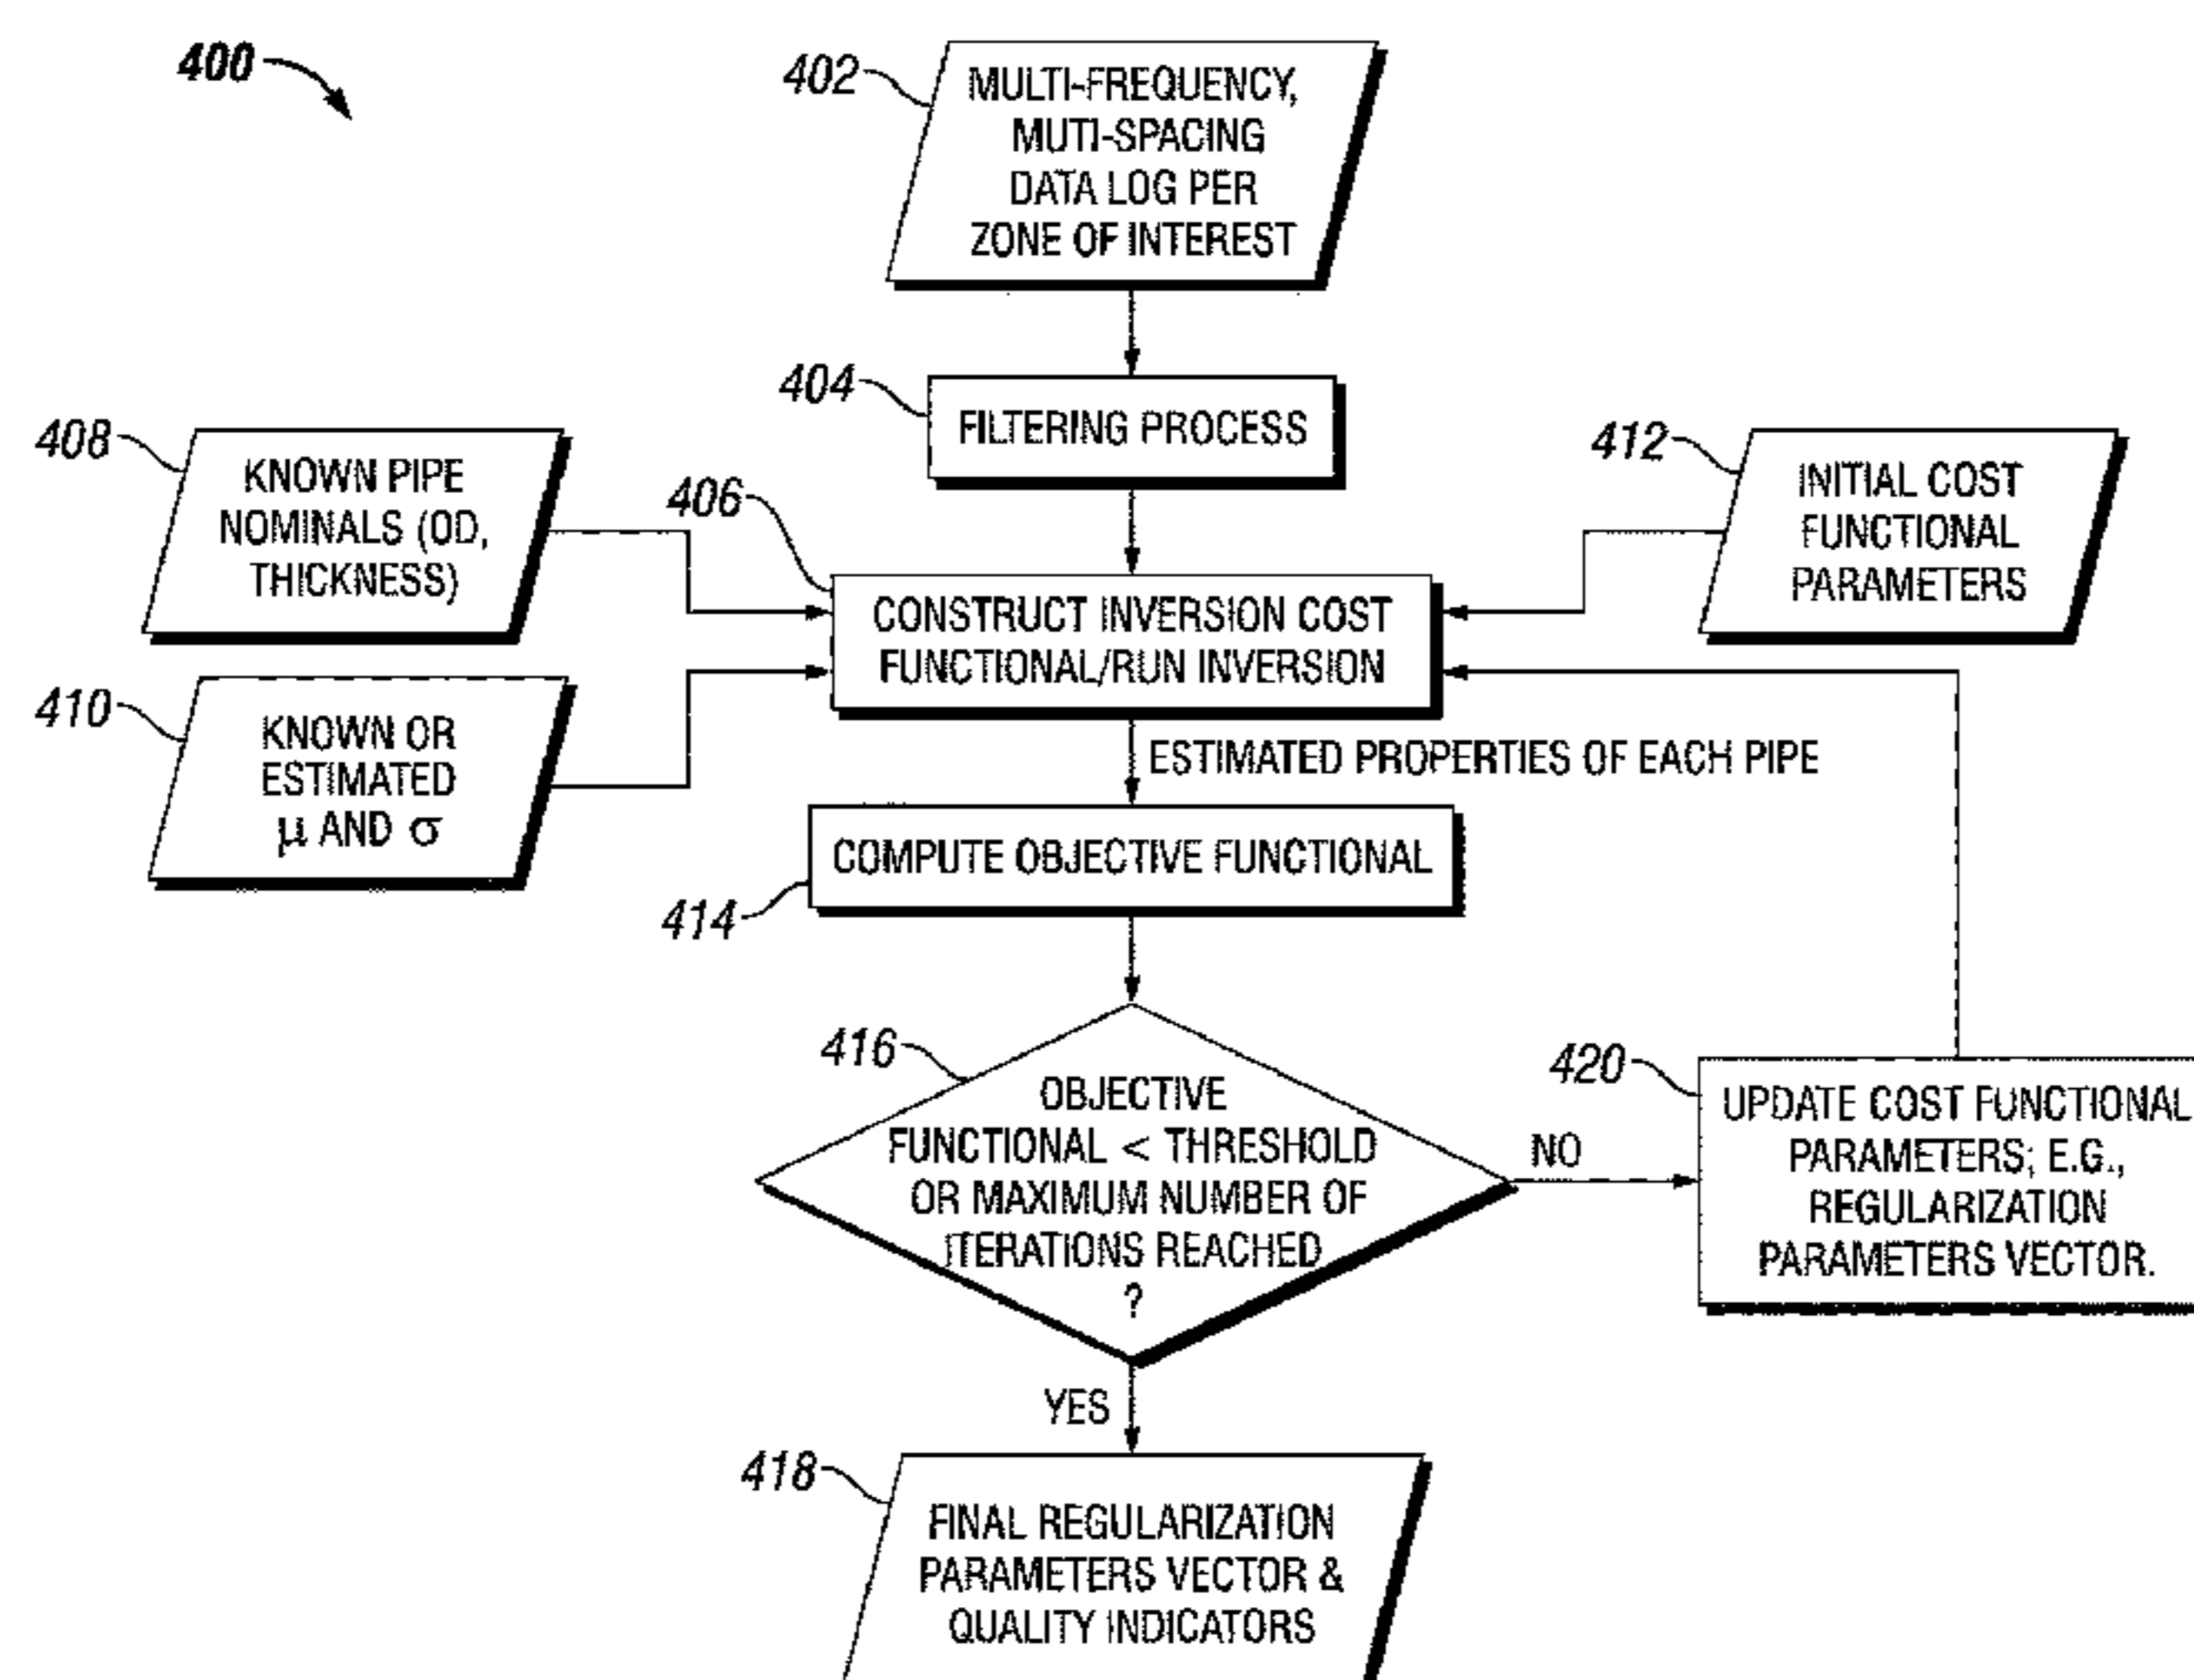 400
402
MULTI-FREQUENCY,
MUTI-SPACING
DATA LOG PER
ZONE OF INTEREST
404
FILTERING PROCESS
408
KNOWN PIPE
NOMINALS (OD,
THICKNESS)
406
CONSTRUCT INVERSION COST
FUNCTIONAL/RUN INVERSION
412
INITIAL COST
FUNCTIONAL
PARAMETERS
410
KNOWN OR
ESTIMATED
μ AND σ
ESTIMATED PROPERTIES OF EACH PIPE
COMPUTE OBJECTIVE FUNCTIONAL
414
416
OBJECTIVE
FUNCTIONAL < THRESHOLD
OR MAXIMUM NUMBER OF
ITERATIONS REACHED
?
NO
420
UPDATE COST FUNCTIONAL
PARAMETERS; E.G.,
REGULARIZATION
PARAMETERS VECTOR.
YES
418
FINAL REGULARIZATION
PARAMETERS VECTOR &
QUALITY INDICATORS